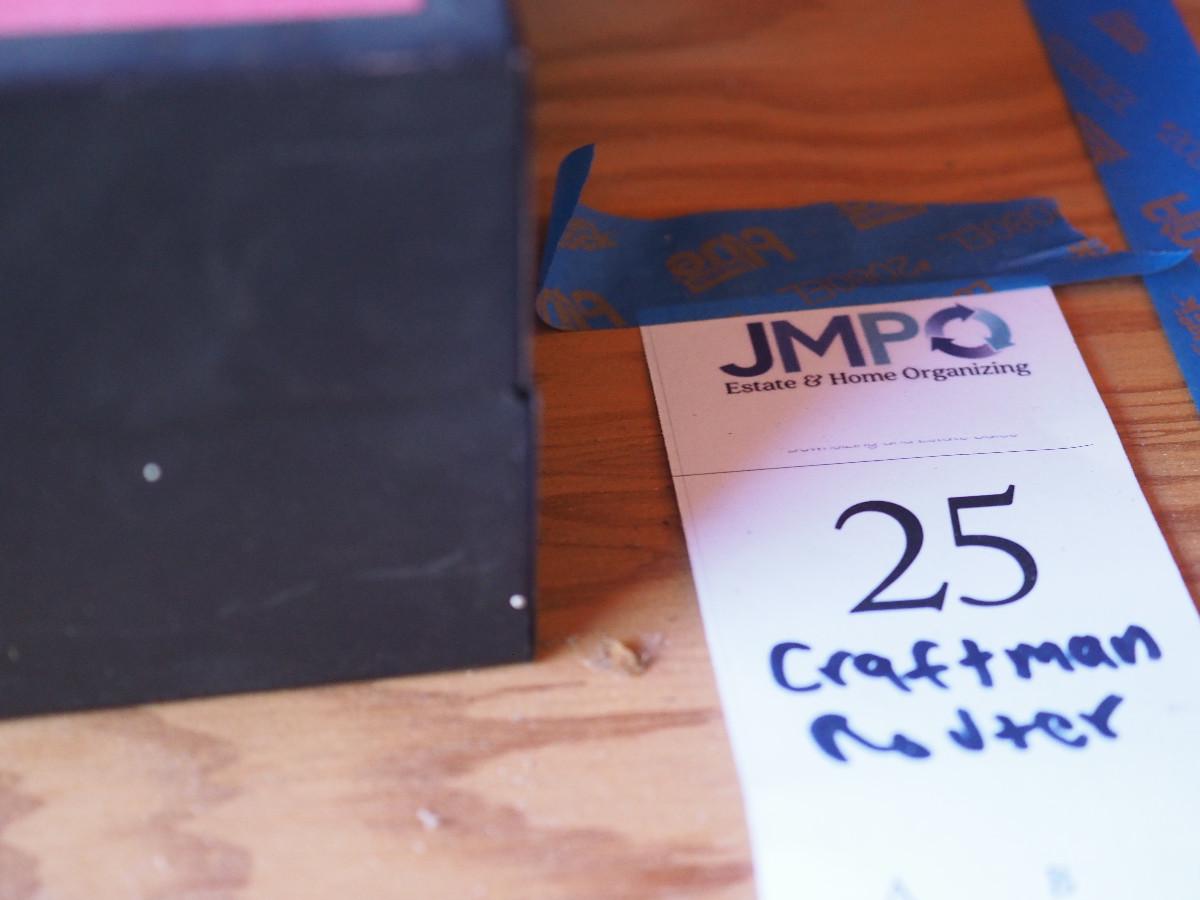 JMPO
Estate & Home Organizing
25
Craftman
Router
A B